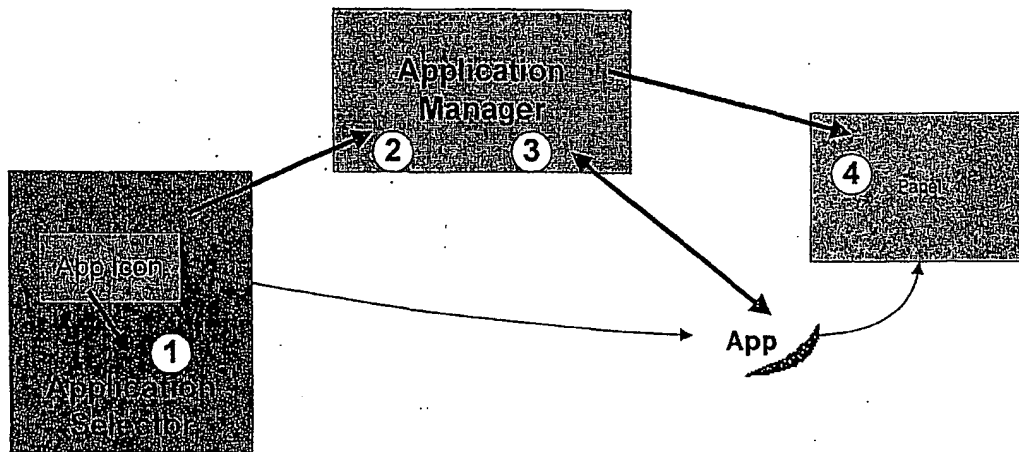 Application
Manager
2
3
4
Panel
App Icon
1
App
Application
Selector